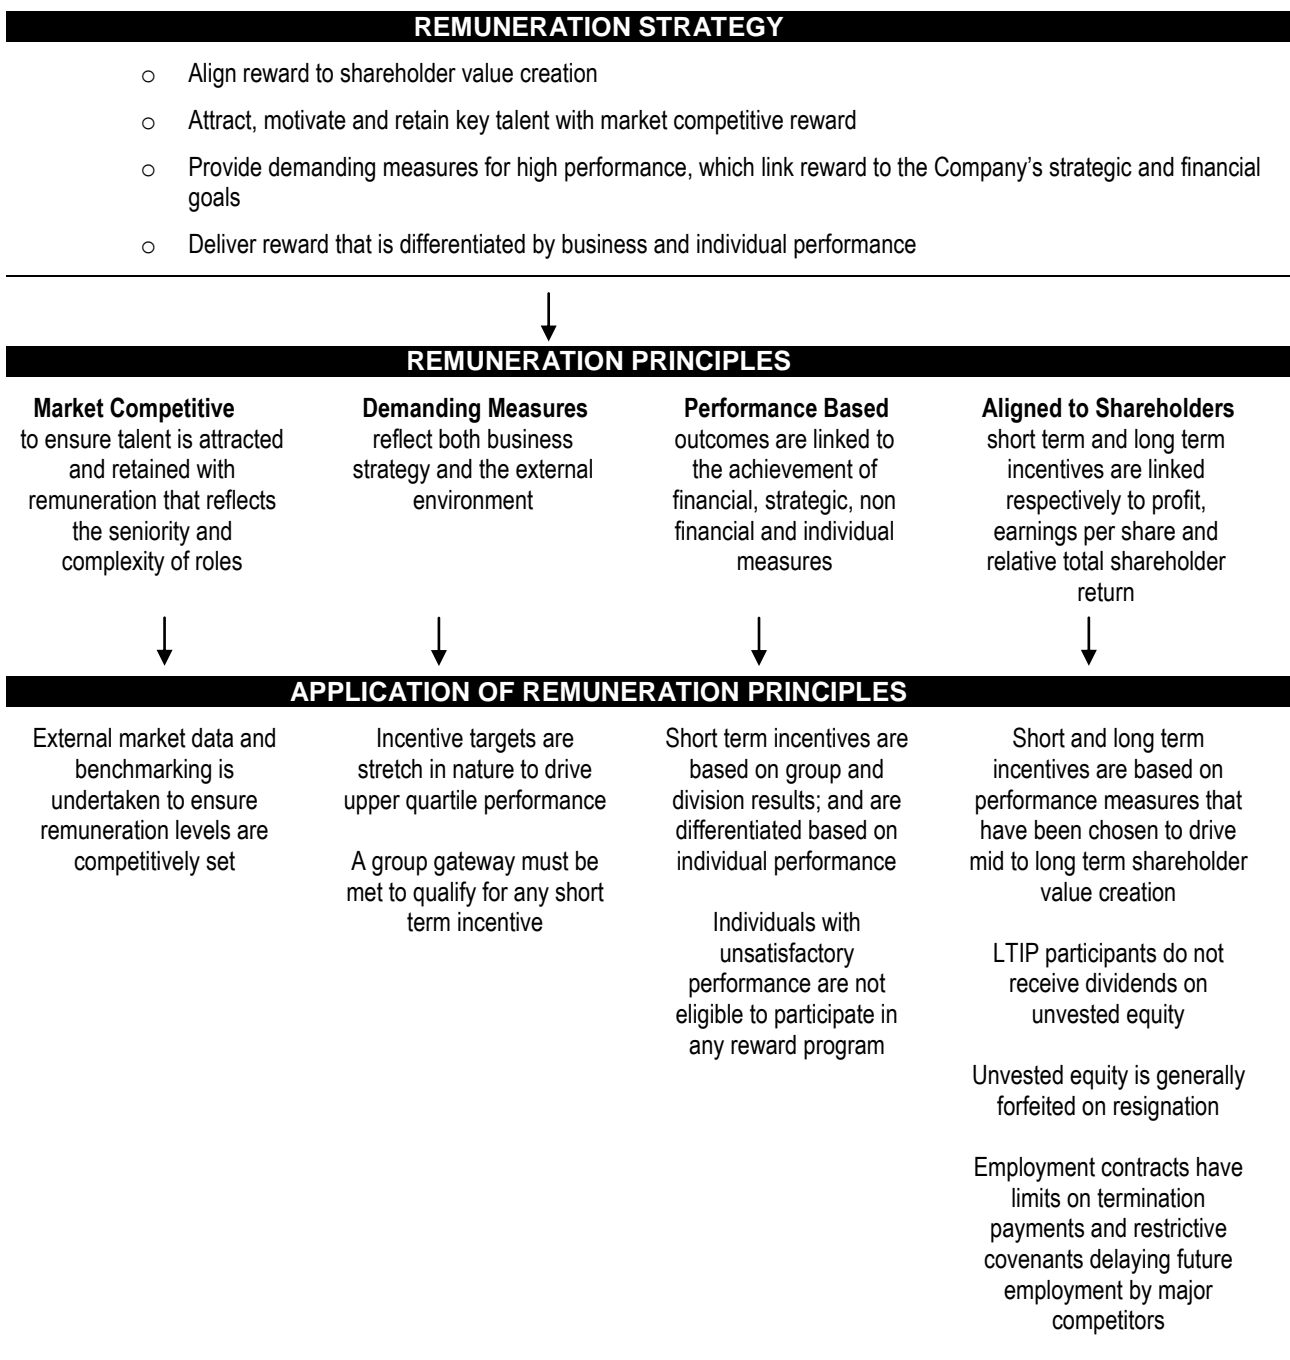 REMUNERATION STRATEGY
o Align reward to shareholder value creation
o Attract, motivate and retain key talent with market competitive reward
o Provide demanding measures for high performance, which link reward to the Company’s strategic and financial
goals
o Deliver reward that is differentiated by business and individual performance
REMUNERATION PRINCIPLES
Market Competitive
to ensure talent is attracted
and retained with
remuneration that reflects
the seniority and
complexity of roles
Demanding Measures
reflect both business
strategy and the external
environment
Performance Based
outcomes are linked to
the achievement of
financial, strategic, non
financial and individual
measures
Aligned to Shareholders
short term and long term
incentives are linked
respectively to profit,
earnings per share and
relative total shareholder
return
APPLICATION OF REMUNERATION PRINCIPLES
External market data and
benchmarking is
undertaken to ensure
remuneration levels are
competitively set
Incentive targets are
stretch in nature to drive
upper quartile performance
A group gateway must be
met to qualify for any short
term incentive
Short term incentives are
based on group and
division results; and are
differentiated based on
individual performance
Individuals with
unsatisfactory
performance are not
eligible to participate in
any reward program
Short and long term
incentives are based on
performance measures that
have been chosen to drive
mid to long term shareholder
value creation
LTIP participants do not
receive dividends on
unvested equity
Unvested equity is generally
forfeited on resignation
Employment contracts have
limits on termination
payments and restrictive
covenants delaying future
employment by major
competitors